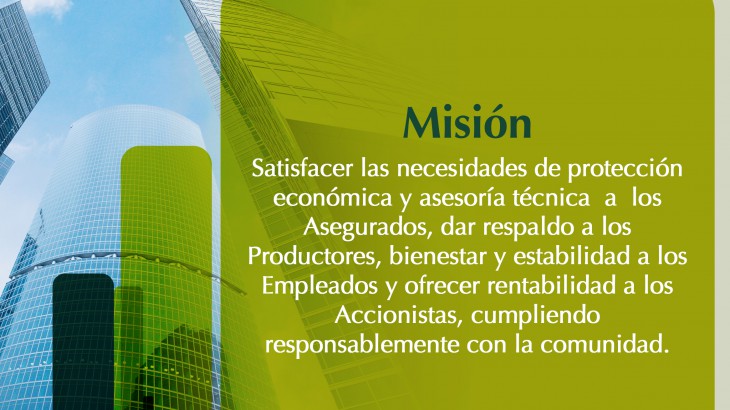 Misión
Satisfacer las necesidades de protección
económica y asesoría técnica a los
Asegurados, dar respaldo a los
Productores, bienestar y estabilidad a los
Empleados y ofrecer rentabilidad a los
Accionistas, cumpliendo
responsablemente con la comunidad.